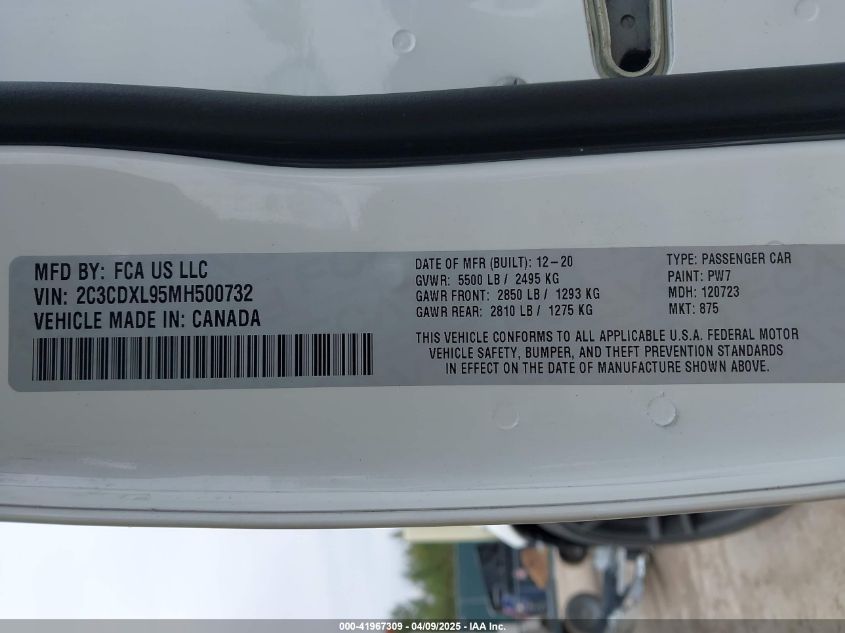 MFD BY: FCA US LLC
VIN: 2C3CDXL95MH500732
VEHICLE MADE IN: CANADA
DATE OF MFR (BUILT): 12-20
GVWR: 5500 LB / 2495 KG
GAWR FRONT: 2850 LB / 1293 KG
GAWR REAR: 2810 LB / 1275 KG
TYPE: PASSENGER CAR
PAINT: PW7
MDH: 120723
MKT: 875
THIS VEHICLE CONFORMS TO ALL APPLICABLE U.S.A. FEDERAL MOTOR
VEHICLE SAFETY, BUMPER, AND THEFT PREVENTION STANDARDS
IN EFFECT ON THE DATE OF MANUFACTURE SHOWN ABOVE.
000-41967309 - 04/09/2025 - IAA Inc.